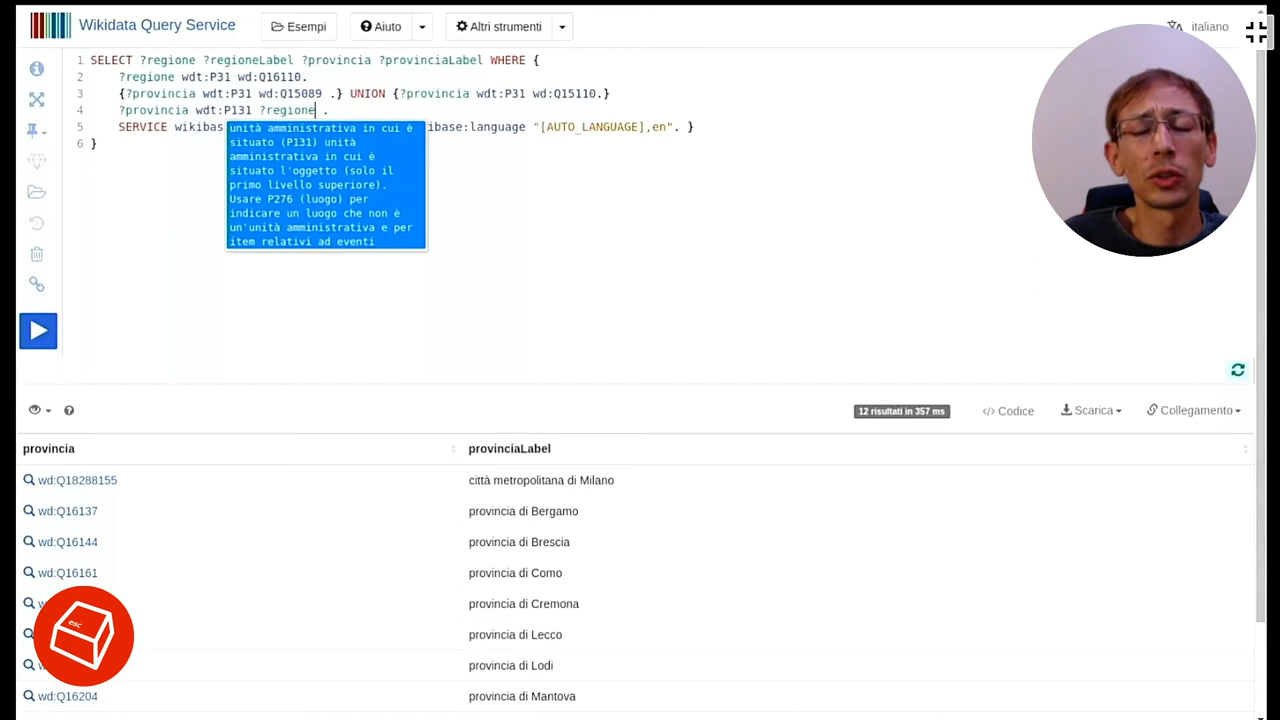 Wikidata Query Service
Esempi
Aiuto
Altri strumenti
italiano
1 SELECT ?regione ?regioneLabel ?provincia ?provinciaLabel WHERE {
2 ?regione wdt:P31 wd:Q16110.
3 {?provincia wdt:P31 wd:Q15089 .} UNION {?provincia wdt:P31 wd:Q15110.}
4 ?provincia wdt:P131 ?regione .
5 SERVICE wikibas ibase:language "[AUTO_LANGUAGE],en". }
6 }
unità amministrativa in cui è
situato (P131) unità
amministrativa in cui è
situato l'oggetto (solo il
primo livello superiore).
Usare P276 (luogo) per
indicare un luogo che non è
un'unità amministrativa e per
item relativi ad eventi
12 risultati in 357 ms
</> Codice
Scarica
Collegamento
provincia provinciaLabel
wd:Q18288155 città metropolitana di Milano
wd:Q16137 provincia di Bergamo
wd:Q16144 provincia di Brescia
wd:Q16161 provincia di Como
provincia di Cremona
provincia di Lecco
provincia di Lodi
wd:Q16204 provincia di Mantova
esc